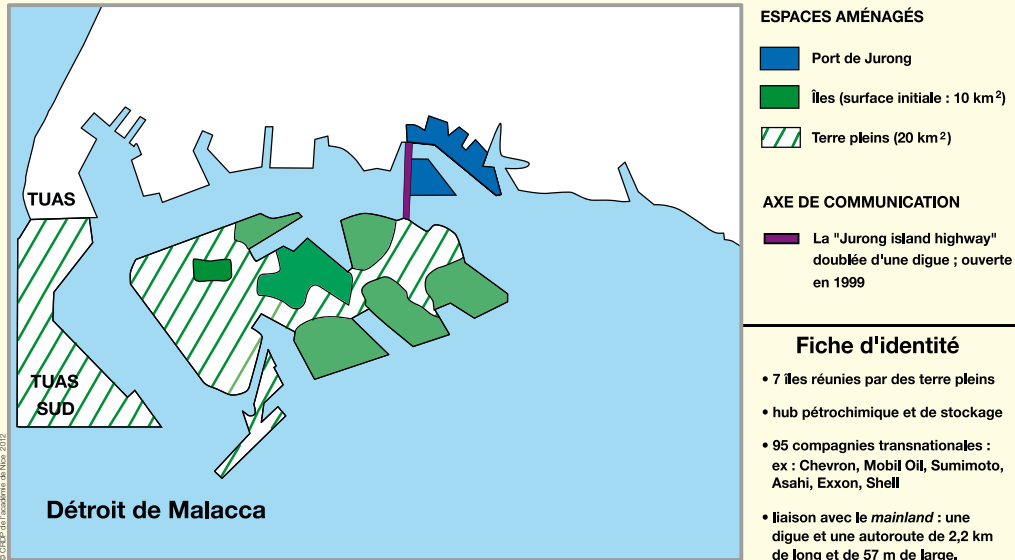 ESPACES AMÉNAGÉS
Port de Jurong
Îles (surface initiale : 10 km²)
Terre pleins (20 km²)
AXE DE COMMUNICATION
La "Jurong island highway"
doublée d'une digue ; ouverte
en 1999
Fiche d'identité
• 7 îles réunies par des terre pleins
• hub pétrochimique et de stockage
• 95 compagnies transnationales :
ex : Chevron, Mobil Oil, Sumimoto,
Asahi, Exxon, Shell
• liaison avec le mainland : une
digue et une autoroute de 2,2 km
de long et de 57 m de large.
TUAS
TUAS
SUD
Détroit de Malacca
© CRDP de l'académie de Nice 2012